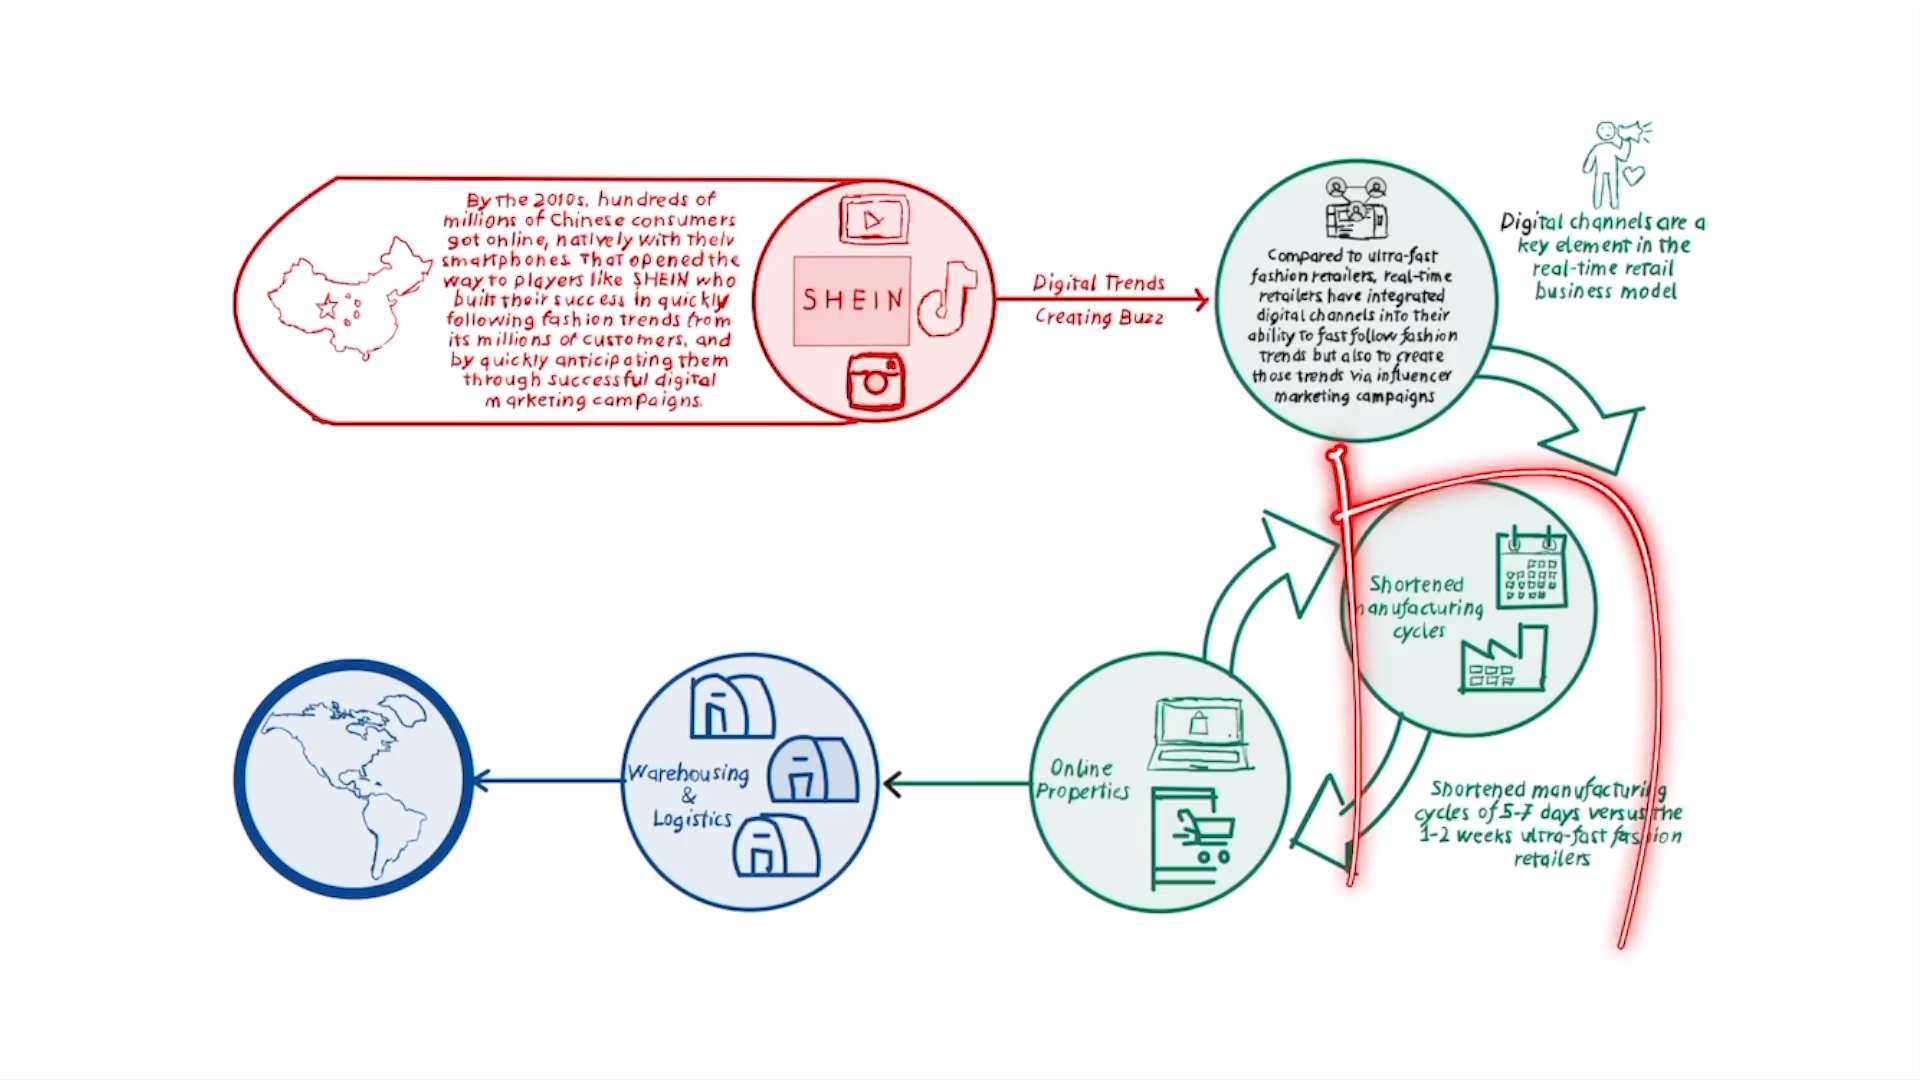 By the 2010s, hundreds of
millions of Chinese consumers
got online, natively with their
smartphones. That opened the
way to players like SHEIN who
built their success in quickly
following fashion trends from
its millions of customers, and
by quickly anticipating them
through successful digital
marketing campaigns.
SHEIN
Digital Trends
Creating Buzz
Compared to ultra-fast
fashion retailers, real-time
retailers have integrated
digital channels into their
ability to fast follow fashion
trends but also to create
those trends via influencer
marketing campaigns
Digital channels are a
key element in the
real-time retail
business model
Shortened
manufacturing
cycles
Shortened manufacturing
cycles of 5-7 days versus the
1-2 weeks ultra-fast fashion
retailers
Online
Properties
Warehousing
&
Logistics